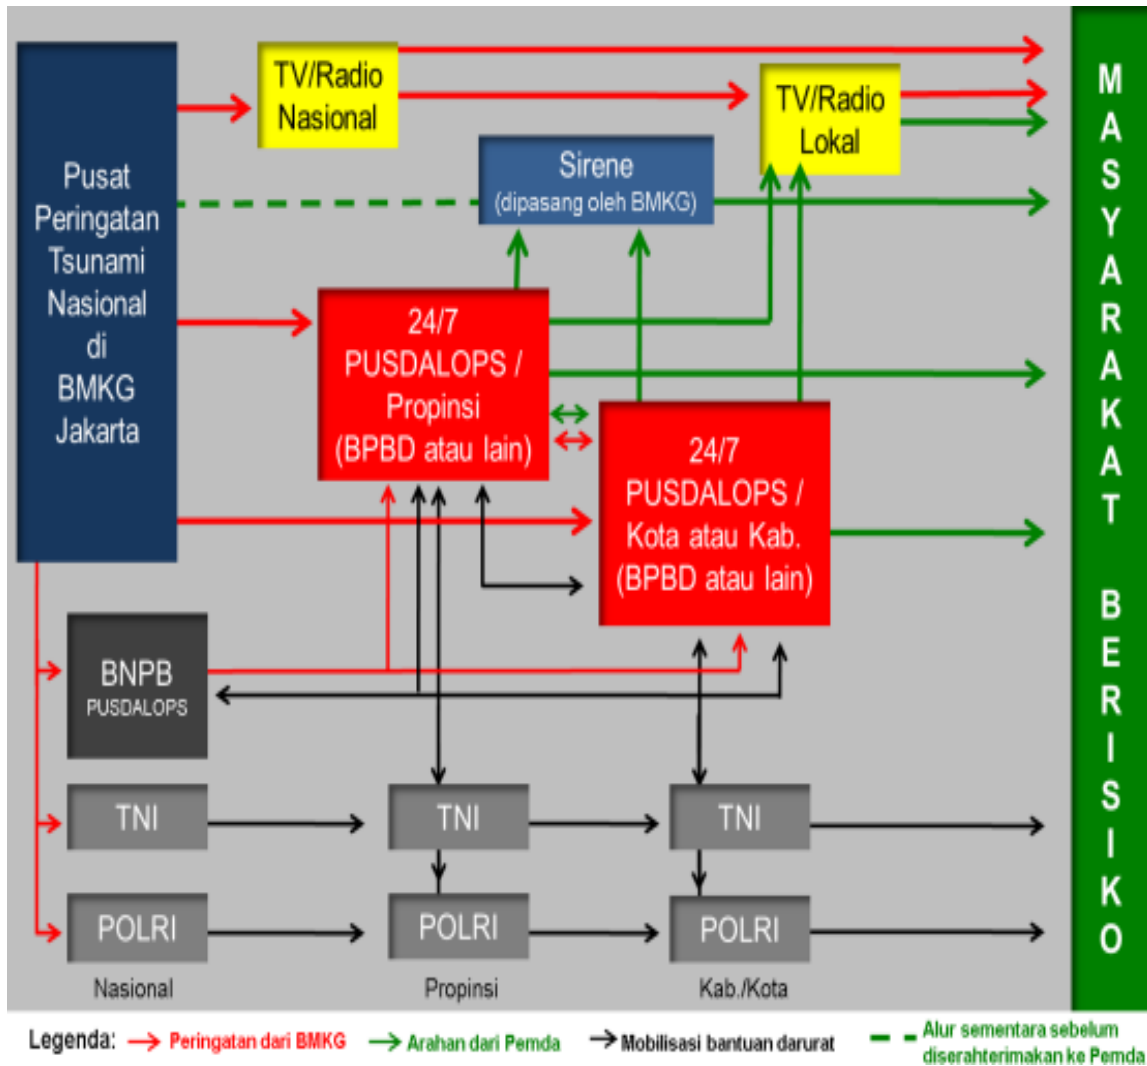 Pusat
Peringatan
Tsunami
Nasional
di
BMKG
Jakarta
TV/Radio
Nasional
TV/Radio
Lokal
Sirene
(dipasang oleh BMKG)
24/7
PUSDALOPS /
Propinsi
(BPBD atau lain)
24/7
PUSDALOPS /
Kota atau Kab.
(BPBD atau lain)
BNPB
PUSDALOPS
TNI
TNI
TNI
POLRI
POLRI
POLRI
Nasional
Propinsi
Kab./Kota
MASYARAKAT BERISIKO
Legenda: Peringatan dari BMKG Arahan dari Pemda Mobilisasi bantuan darurat Alur sementara sebelum
diserahterimakan ke Pemda